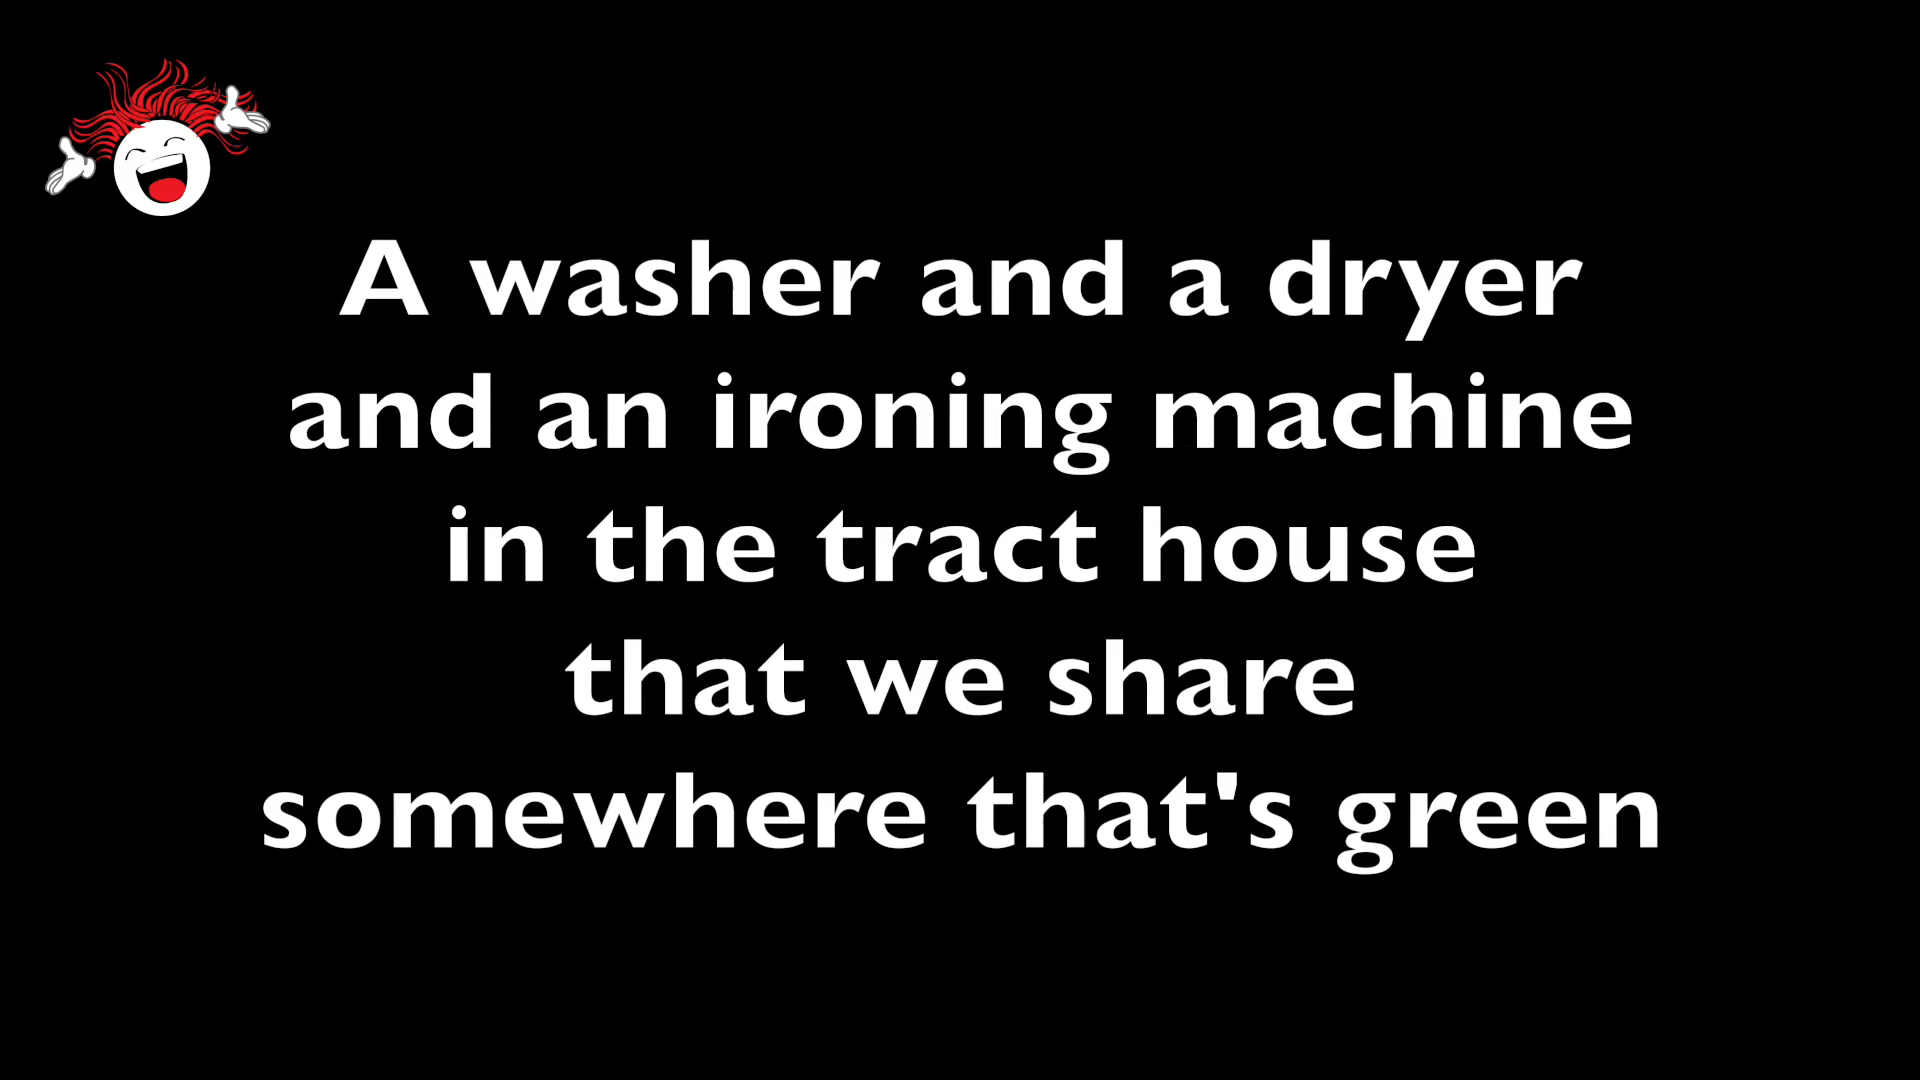 A washer and a dryer
and an ironing machine
in the tract house
that we share
somewhere that's green